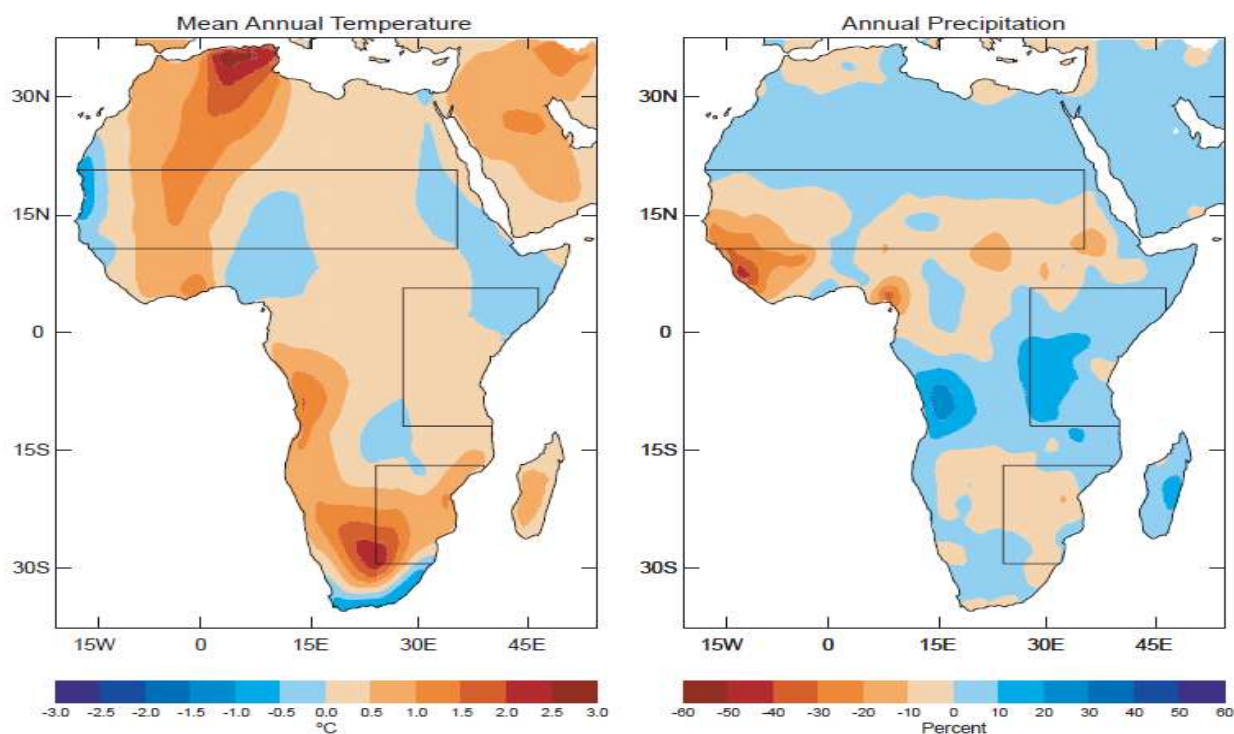 Mean Annual Temperature
30N
15N
0
15S
30S
15W 0 15E 30E 45E
-3.0 -2.5 -2.0 -1.5 -1.0 -0.5 0.0 0.5 1.0 1.5 2.0 2.5 3.0
°C
Annual Precipitation
30N
15N
0
15S
30S
15W 0 15E 30E 45E
-60 -50 -40 -30 -20 -10 0 10 20 30 40 50 60
Percent